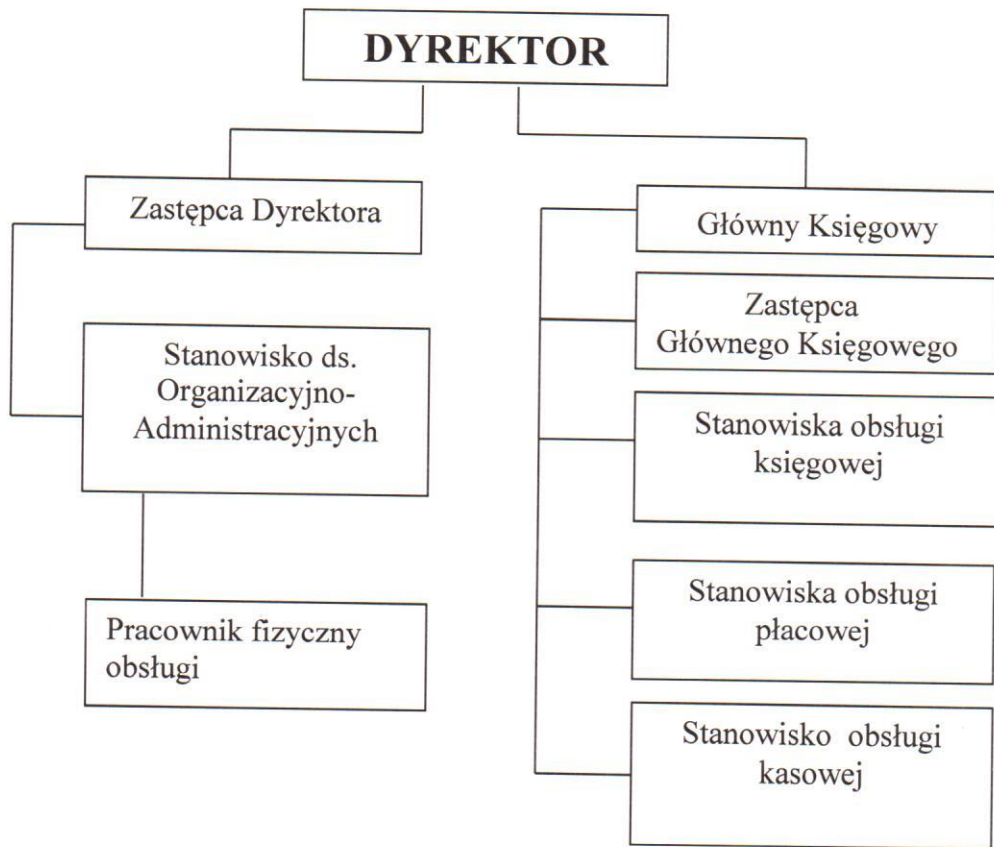 DYREKTOR
Zastępca Dyrektora
Stanowisko ds.
Organizacyjno-
Administracyjnych
Pracownik fizyczny
obsługi
Główny Księgowy
Zastępca
Głównego Księgowego
Stanowiska obsługi
księgowej
Stanowiska obsługi
płacowej
Stanowisko obsługi
kasowej